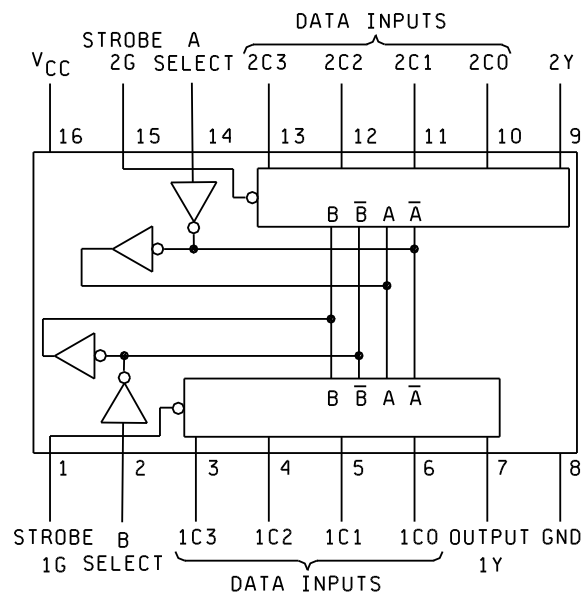 DATA INPUTS
STROBE A
VCC 2G SELECT 2C3 2C2 2C1 2C0 2Y
16 15 14 13 12 11 10 9
B B̅ A A̅
B B̅ A A̅
1 2 3 4 5 6 7 8
STROBE B 1C3 1C2 1C1 1C0 OUTPUT GND
1G SELECT 1Y
DATA INPUTS